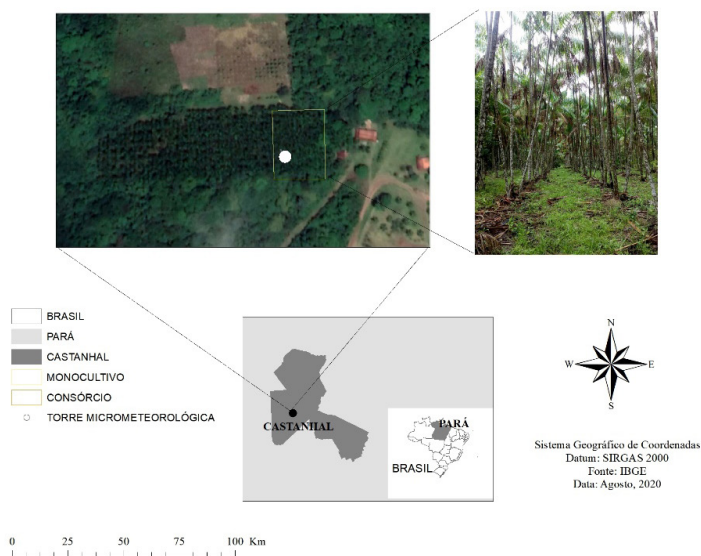 BRASIL
PARÁ
CASTANHAL
MONOCULTIVO
CONSÓRCIO
TORRE MICROMETEOROLÓGICA
CASTANHAL
PARÁ
BRASIL
N
W
E
S
Sistema Geográfico de Coordenadas
Datum: SIRGAS 2000
Fonte: IBGE
Data: Agosto, 2020
0 25 50 75 100 Km